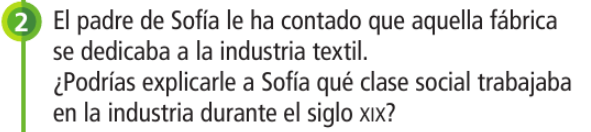 2 El padre de Sofía le ha contado que aquella fábrica
se dedicaba a la industria textil.
¿Podrías explicarle a Sofía qué clase social trabajaba
en la industria durante el siglo XIX?